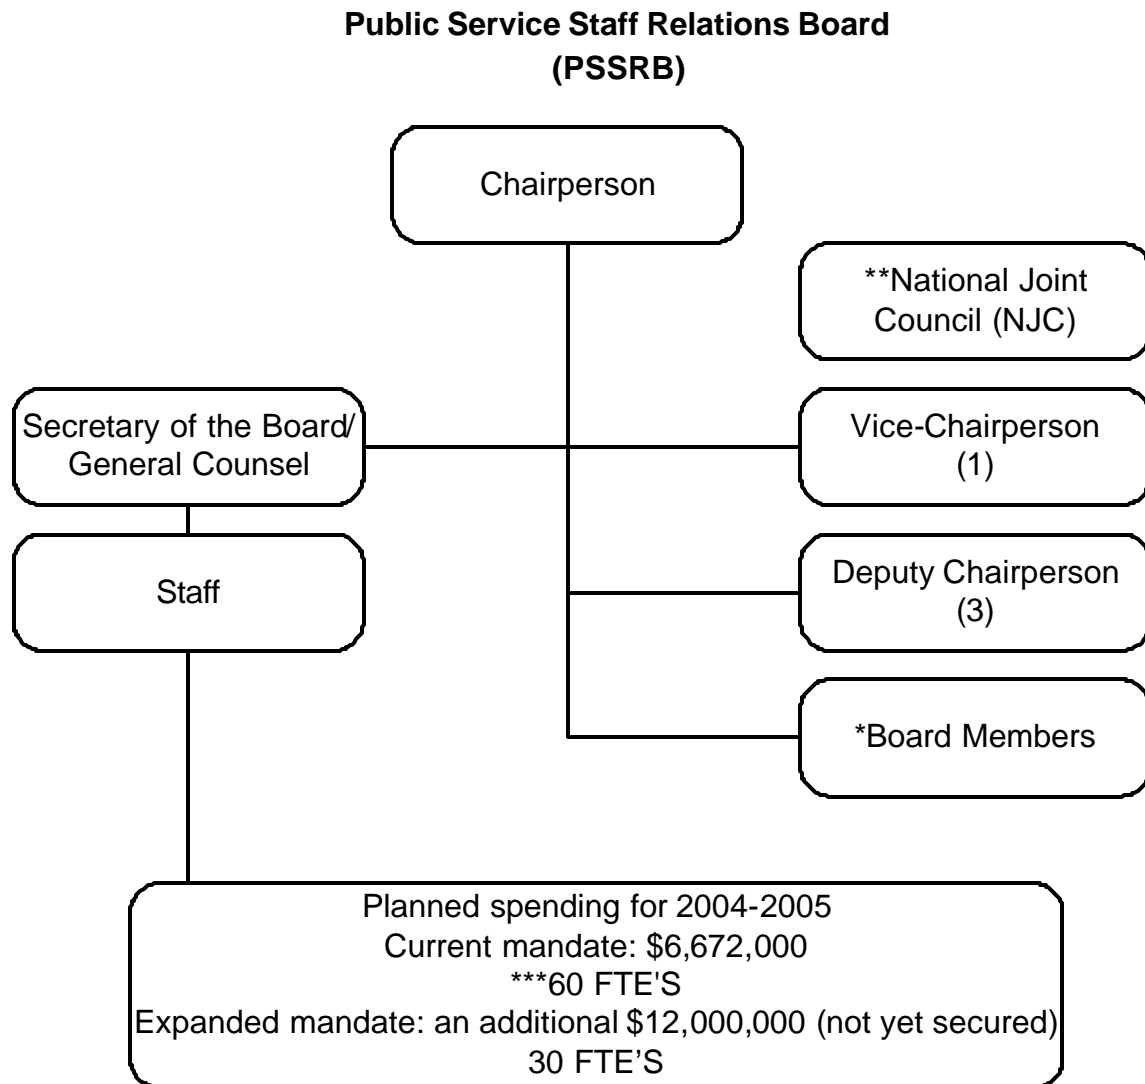 Public Service Staff Relations Board
(PSSRB)
Chairperson
**National Joint
Council (NJC)
Secretary of the Board/
General Counsel
Vice-Chairperson
(1)
Staff
Deputy Chairperson
(3)
*Board Members
Planned spending for 2004-2005
Current mandate: $6,672,000
***60 FTE'S
Expanded mandate: an additional $12,000,000 (not yet secured)
30 FTE’S